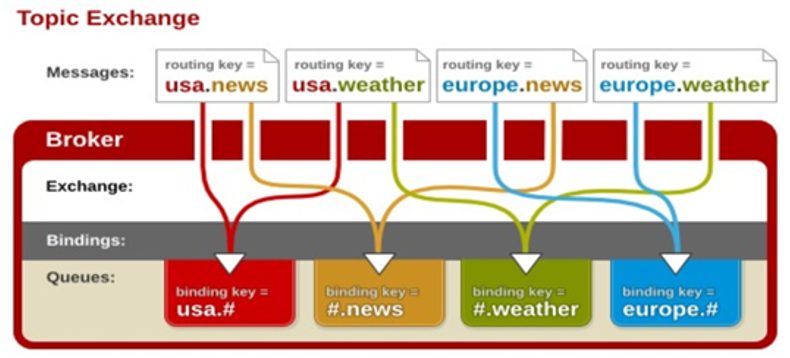 Topic Exchange
Messages:
routing key =
usa.news
routing key =
usa.weather
routing key =
europe.news
routing key =
europe.weather
Broker
Exchange:
Bindings:
Queues:
binding key =
usa.#
binding key =
#.news
binding key =
#.weather
binding key =
europe.#